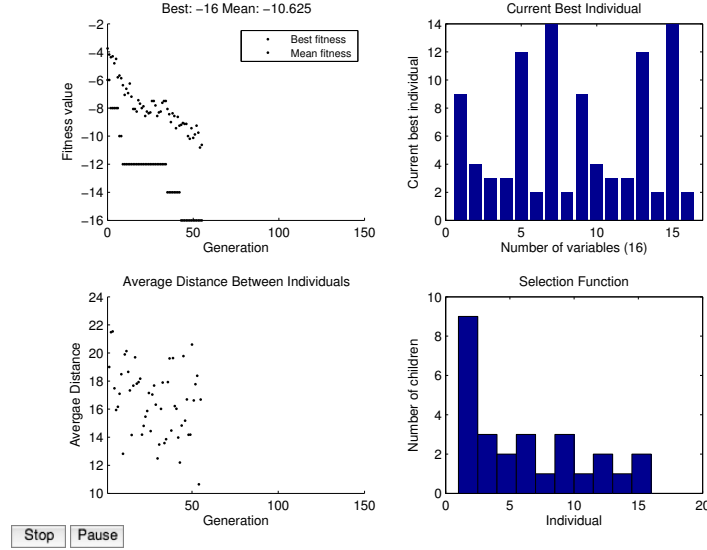 Best: −16 Mean: −10.625
−2
−4
−6
−8
−10
−12
−14
−16
Fitness value
Best fitness
Mean fitness
0 50 100 150
Generation
Current Best Individual
14
12
10
8
6
4
2
0
Current best individual
0 5 10 15
Number of variables (16)
Average Distance Between Individuals
24
22
20
18
16
14
12
10
Avergae Distance
0 50 100 150
Generation
Selection Function
10
8
6
4
2
0
Number of children
0 5 10 15 20
Individual
Stop Pause